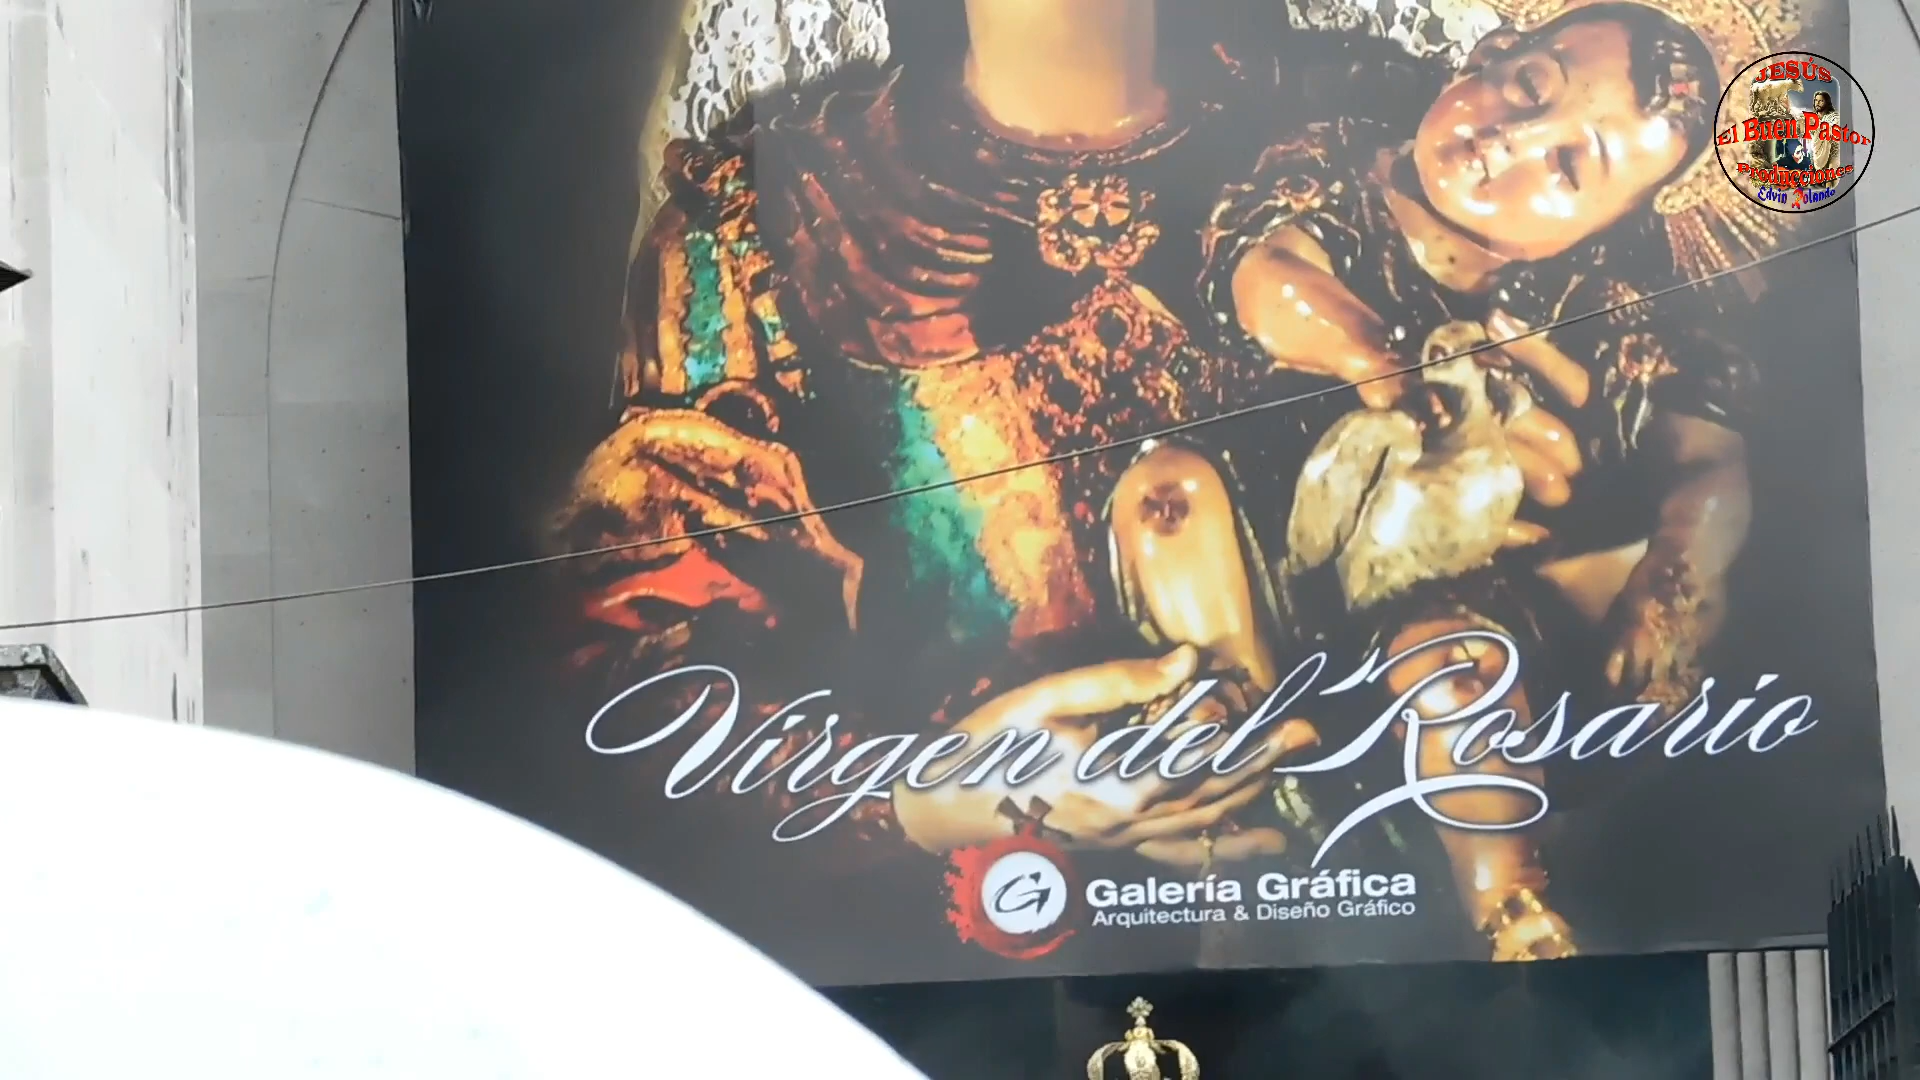 JESÚS
El Buen Pastor
Producciones
Edvin Rolando
Virgen del Rosario
G
Galería Gráfica
Arquitectura & Diseño Gráfico